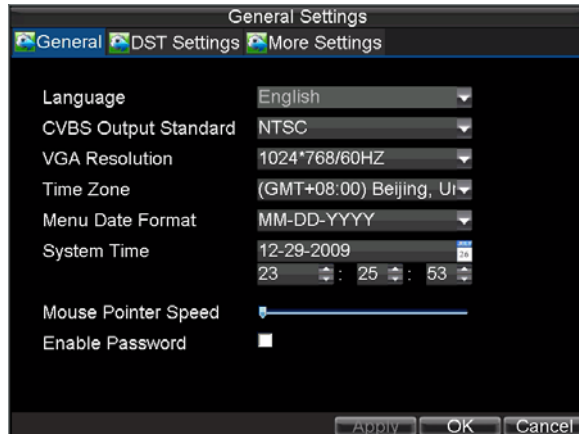 General Settings
General DST Settings More Settings
Language English
CVBS Output Standard NTSC
VGA Resolution 1024*768/60HZ
Time Zone (GMT+08:00) Beijing,
Menu Date Format MM-DD-YYYY
System Time 12-29-2009
23 : 25 : 53
Mouse Pointer Speed
Enable Password
Apply OK Cancel